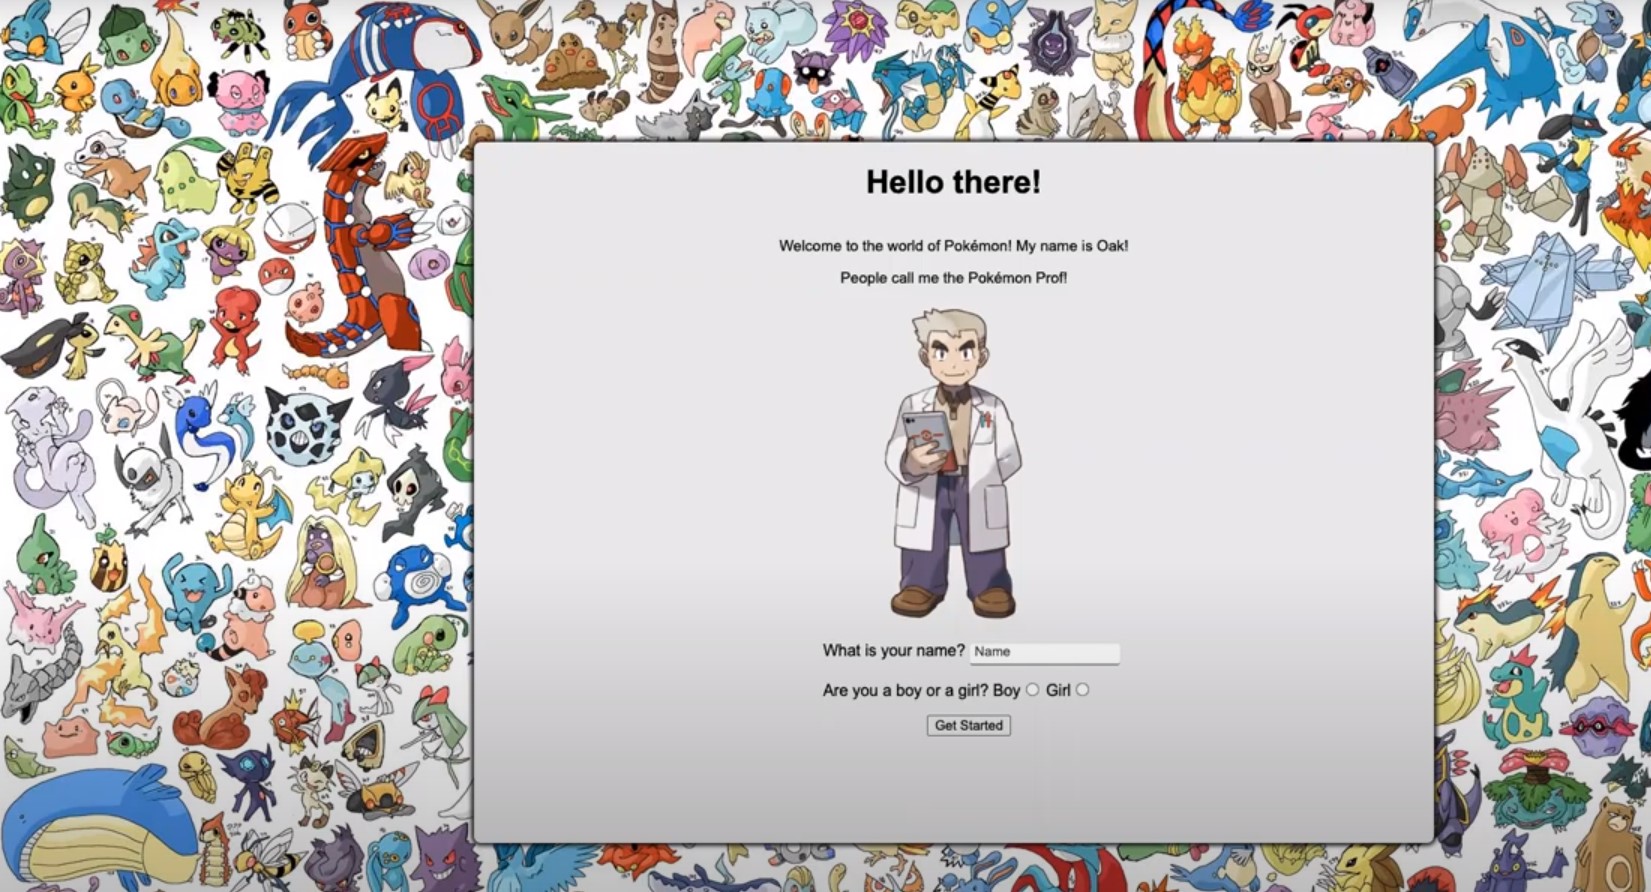 Hello there!
Welcome to the world of Pokémon! My name is Oak!
People call me the Pokémon Prof!
What is your name? Name
Are you a boy or a girl? Boy Girl
Get Started